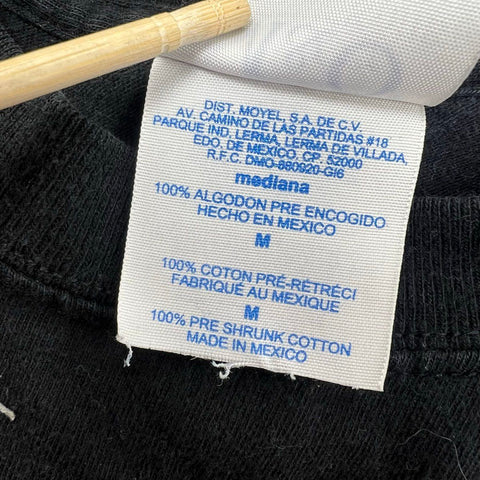 DIST. MOYEL, S.A. DE C.V.
AV. CAMINO DE LAS PARTIDAS #18
PARQUE IND, LERMA, LERMA DE VILLADA,
EDO, DE MEXICO, CP, 52000
R.F.C. DMO-880920-GI6
mediana
100% ALGODON PRE ENCOGIDO
HECHO EN MEXICO
M
100% COTON PRÉ-RÉTRÉCI
FABRIQUÉ AU MEXIQUE
M
100% PRE SHRUNK COTTON
MADE IN MEXICO